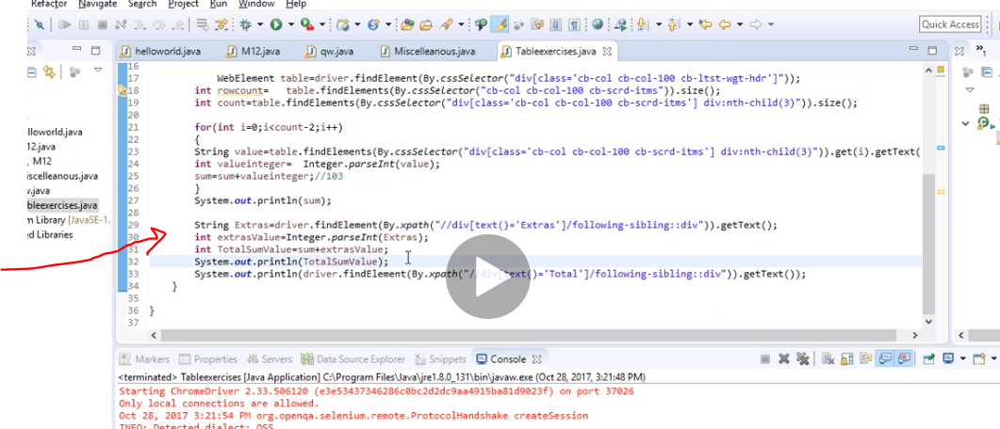 Refactor Navigate Search Project Run Window Help
Quick Access
helloworld.java M12.java qw.java Miscelleanous.java Tableexercises.java
16
17 WebElement table=driver.findElement(By.cssSelector("div[class='cb-col cb-col-100 cb-ltst-wgt-hdr']"));
18 int rowcount= table.findElements(By.cssSelector("cb-col cb-col-100 cb-scrd-itms")).size();
19 int count=table.findElements(By.cssSelector("div[class='cb-col cb-col-100 cb-scrd-itms'] div:nth-child(3)")).size();
20
21 for(int i=0;i<count-2;i++)
22 {
23 String value=table.findElements(By.cssSelector("div[class='cb-col cb-col-100 cb-scrd-itms'] div:nth-child(3)")).get(i).getText(
24 int valueinteger= Integer.parseInt(value);
25 sum=sum+valueinteger;//103
26 }
27 System.out.println(sum);
28
29 String Extras=driver.findElement(By.xpath("//div[text()='Extras']/following-sibling::div")).getText();
30 int extrasValue=Integer.parseInt(Extras);
31 int TotalSumValue=sum+extrasValue;
32 System.out.println(TotalSumValue);
33 System.out.println(driver.findElement(By.xpath("//div[text()='Total']/following-sibling::div")).getText());
34 }
35
36 }
37
lloworld.java
12.java
, M12
iscelleanous.java
v.java
bleexercises.java
m Library [JavaSE-1.
ed Libraries
Markers Properties Servers Data Source Explorer Snippets Console
<terminated> Tableexercises [Java Application] C:\Program Files\Java\jre1.8.0_131\bin\javaw.exe (Oct 28, 2017 3:21:48 PM)
Starting ChromeDriver 2.33.506120 (e3e53437346286c0bc2d2dc9aa4915ba81d9023f) on port 37026
Only local connections are allowed.
Oct 28, 2017 3:21:54 PM org.openqa.selenium.remote.ProtocolHandshake createSession
INFO: Detected dialect: OSS